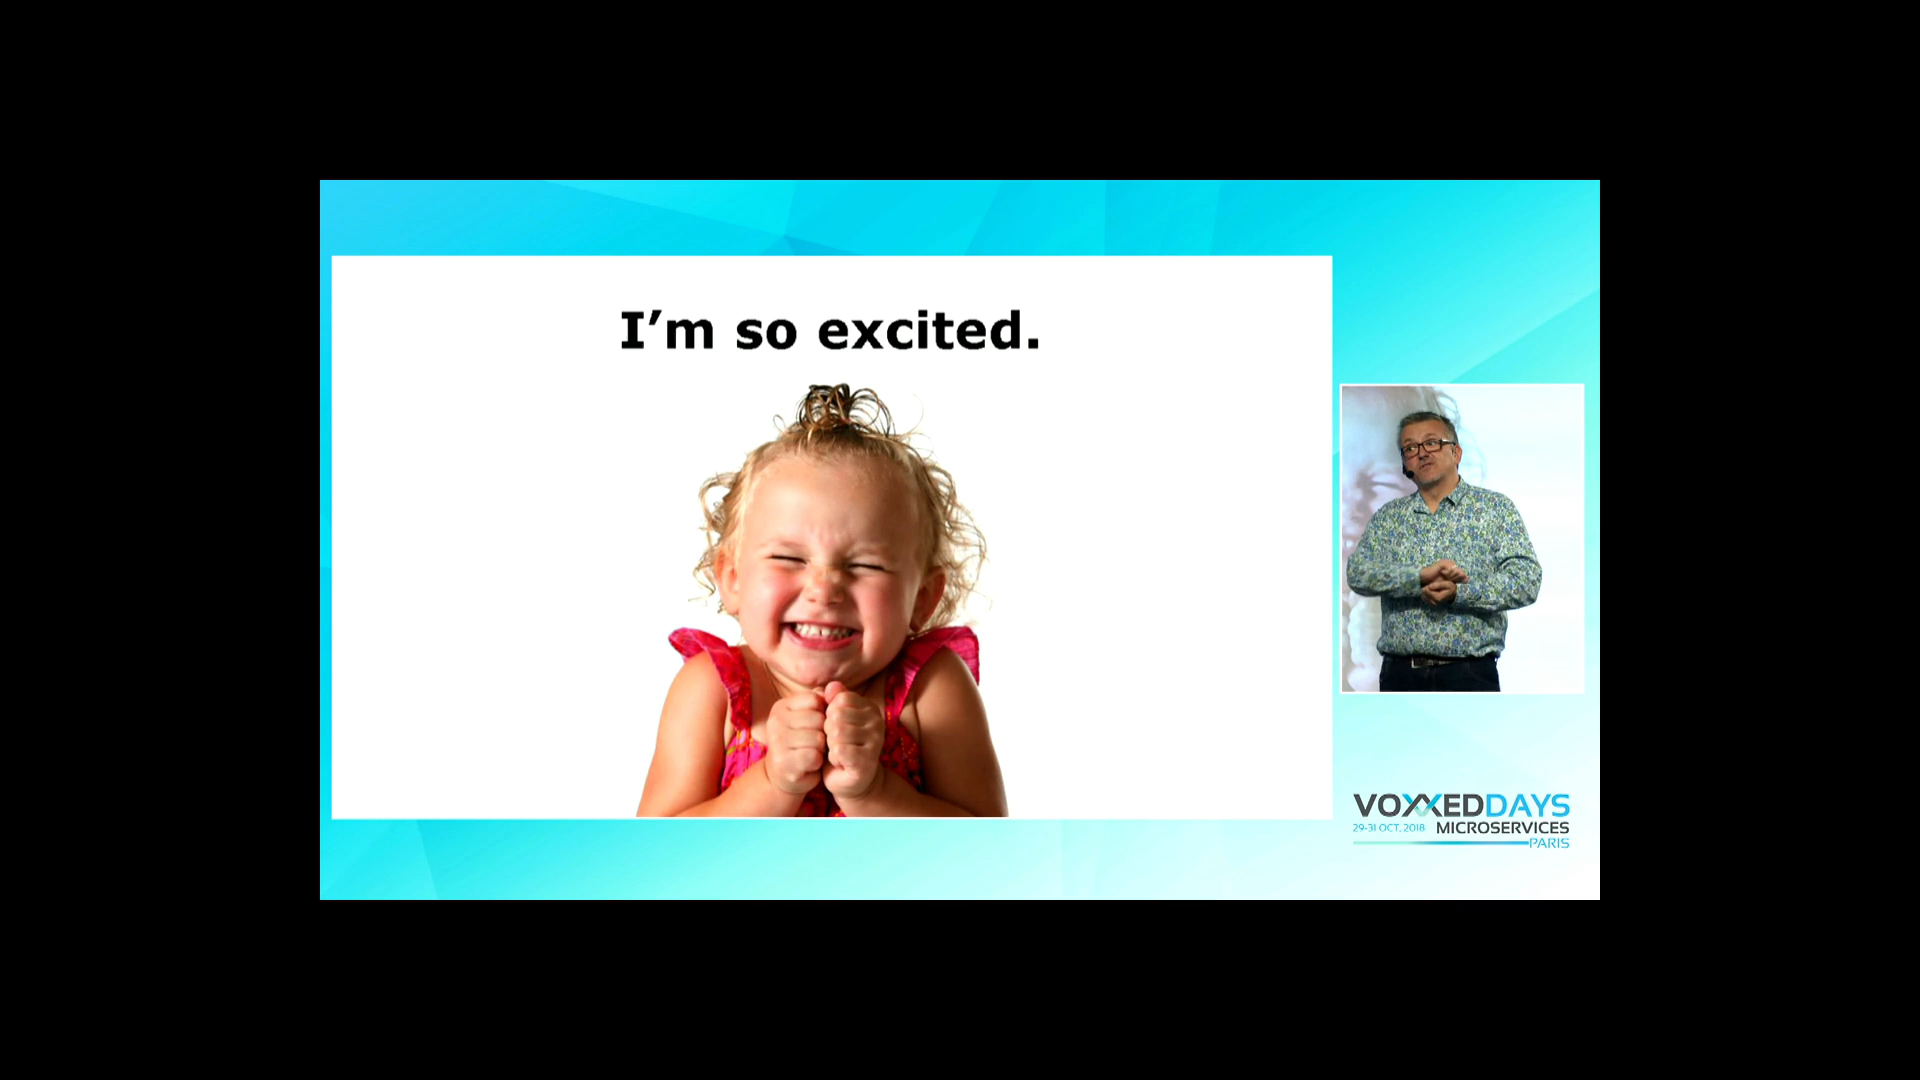 I’m so excited.
VOXXEDDAYS
29-31 OCT. 2018 MICROSERVICES
PARIS